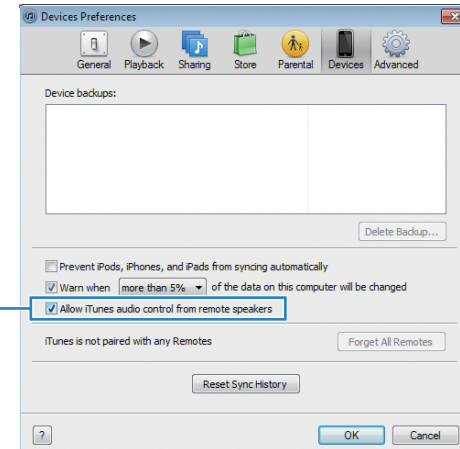 Devices Preferences
General Playback Sharing Store Parental Devices Advanced
Device backups:
Delete Backup...
Prevent iPods, iPhones, and iPads from syncing automatically
Warn when more than 5% of the data on this computer will be changed
Allow iTunes audio control from remote speakers
iTunes is not paired with any Remotes Forget All Remotes
Reset Sync History
? OK Cancel